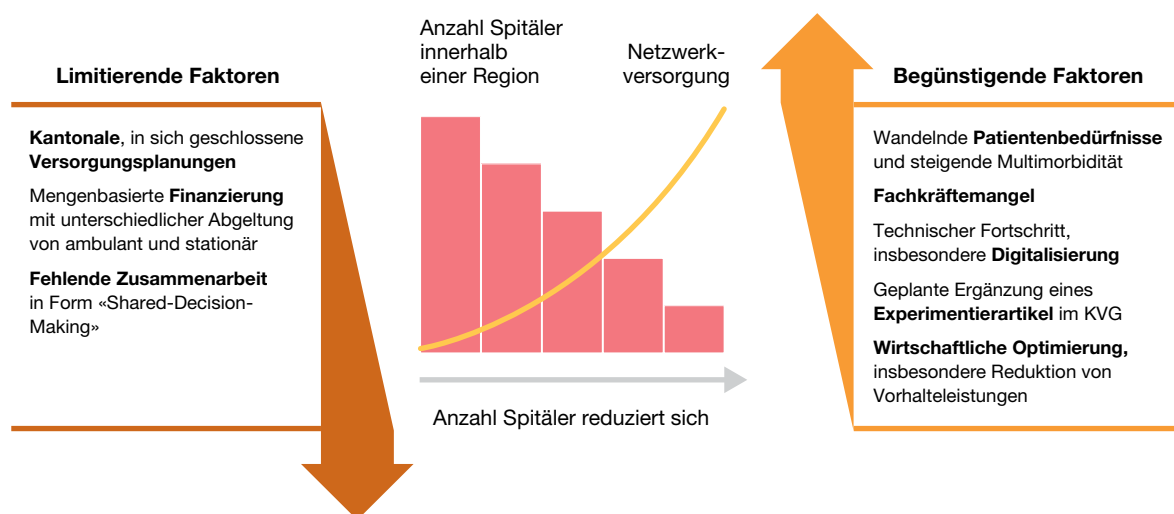 Limitierende Faktoren
Kantonale, in sich geschlossene
Versorgungsplanungen
Mengenbasierte Finanzierung
mit unterschiedlicher Abgeltung
von ambulant und stationär
Fehlende Zusammenarbeit
in Form «Shared-Decision-
Making»
Anzahl Spitäler
innerhalb
einer Region
Netzwerk-
versorgung
Anzahl Spitäler reduziert sich
Begünstigende Faktoren
Wandelnde Patientenbedürfnisse
und steigende Multimorbidität
Fachkräftemangel
Technischer Fortschritt,
insbesondere Digitalisierung
Geplante Ergänzung eines
Experimentierartikel im KVG
Wirtschaftliche Optimierung,
insbesondere Reduktion von
Vorhalteleistungen